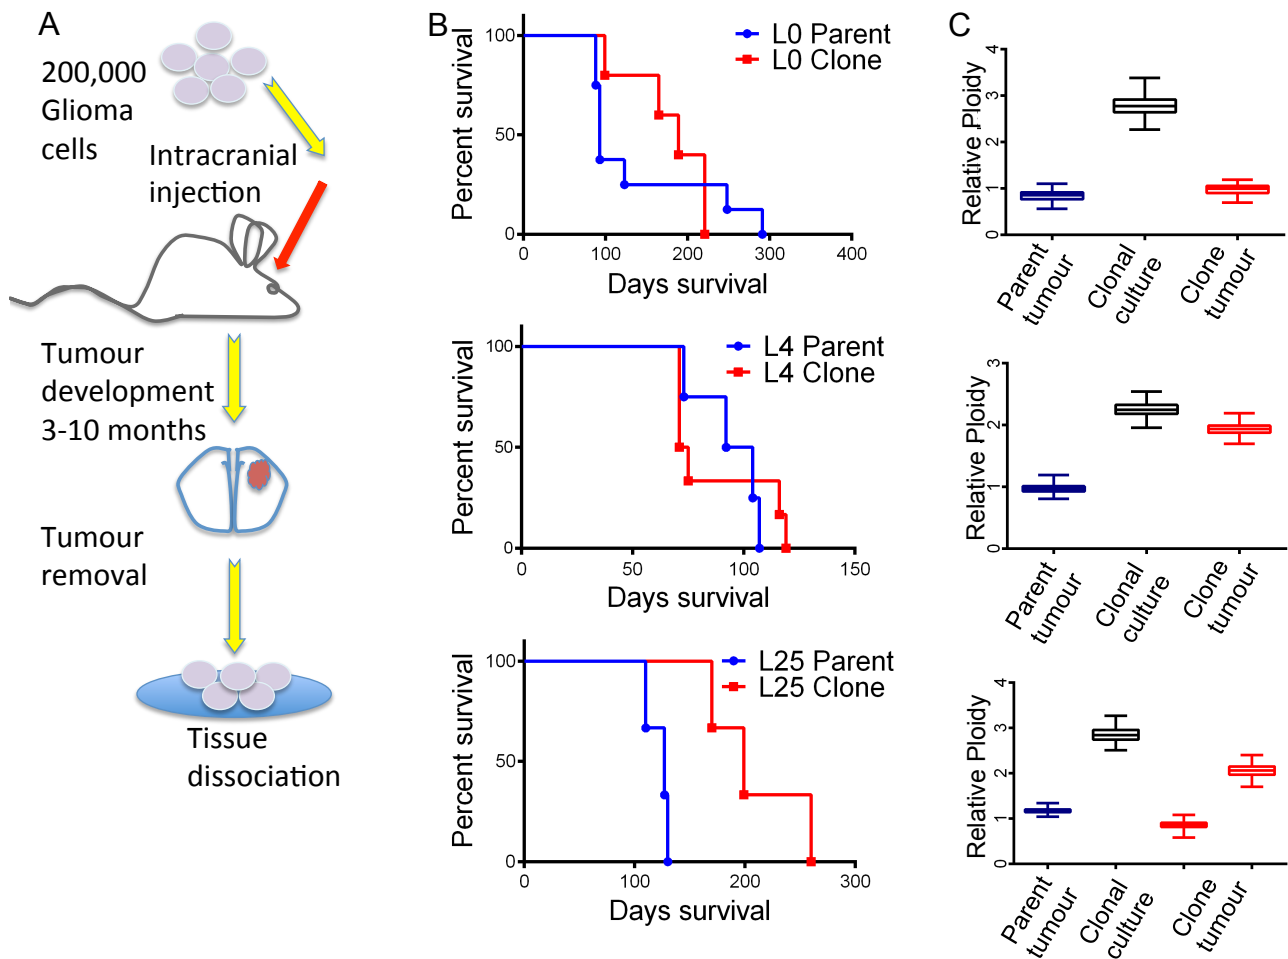 A
200,000
Glioma
cells
Intracranial
injection
Tumour
development
3-10 months
Tumour
removal
Tissue
dissociation
B
L0 Parent
L0 Clone
Percent survival
100
50
0
0 100 200 300 400
Days survival
L4 Parent
L4 Clone
Percent survival
100
50
0
0 50 100 150
Days survival
L25 Parent
L25 Clone
Percent survival
100
50
0
0 100 200 300
Days survival
C
Relative Ploidy
4
3
2
1
0
Parent
tumour
Clonal
culture
Clone
tumour
Relative Ploidy
3
2
1
0
Parent
tumour
Clonal
culture
Clone
tumour
Relative Ploidy
4
3
2
1
0
Parent
tumour
Clonal
culture
Clone
tumour